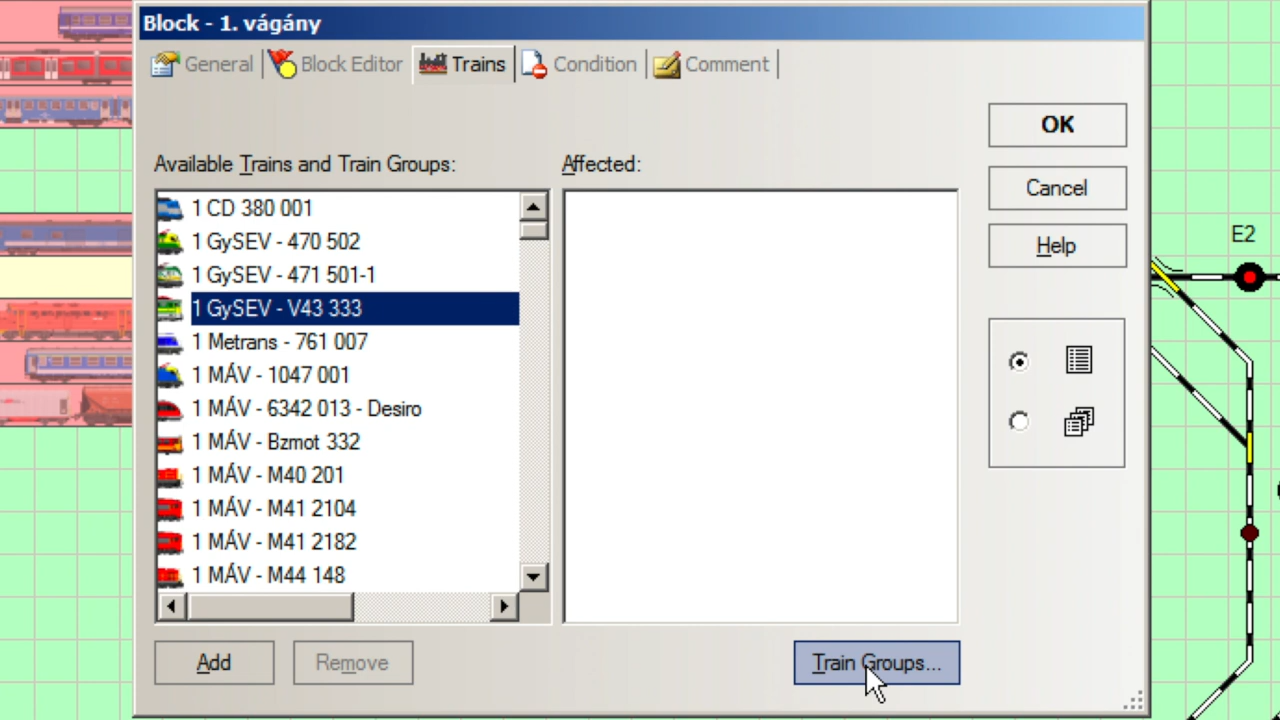 Block - 1. vágány
General Block Editor Trains Condition Comment
OK
Available Trains and Train Groups: Affected:
Cancel
1 CD 380 001
1 GySEV - 470 502
Help
E2
1 GySEV - 471 501-1
1 GySEV - V43 333
1 Metrans - 761 007
1 MÁV - 1047 001
1 MÁV - 6342 013 - Desiro
1 MÁV - Bzmot 332
1 MÁV - M40 201
1 MÁV - M41 2104
1 MÁV - M41 2182
1 MÁV - M44 148
Add Remove Train Groups...